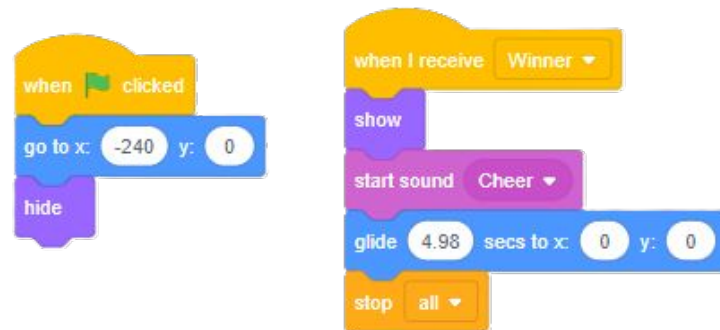 when clicked
go to x: -240 y: 0
hide
when I receive Winner
show
start sound Cheer
glide 4.98 secs to x: 0 y: 0
stop all